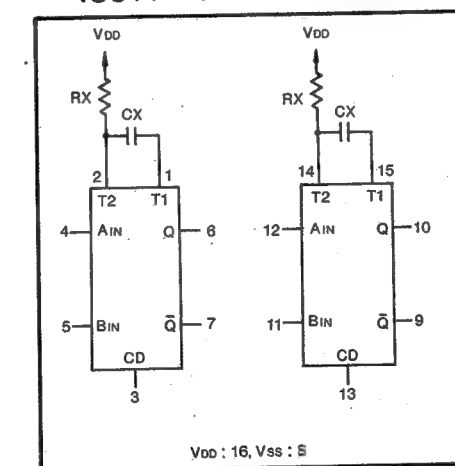 VDD VDD
RX CX RX CX
2 1 14 15
T2 T1 T2 T1
4 AIN Q 6 12 AIN Q 10
5 BIN Q̄ 7 11 BIN Q̄ 9
CD CD
3 13
VDD : 16, VSS :